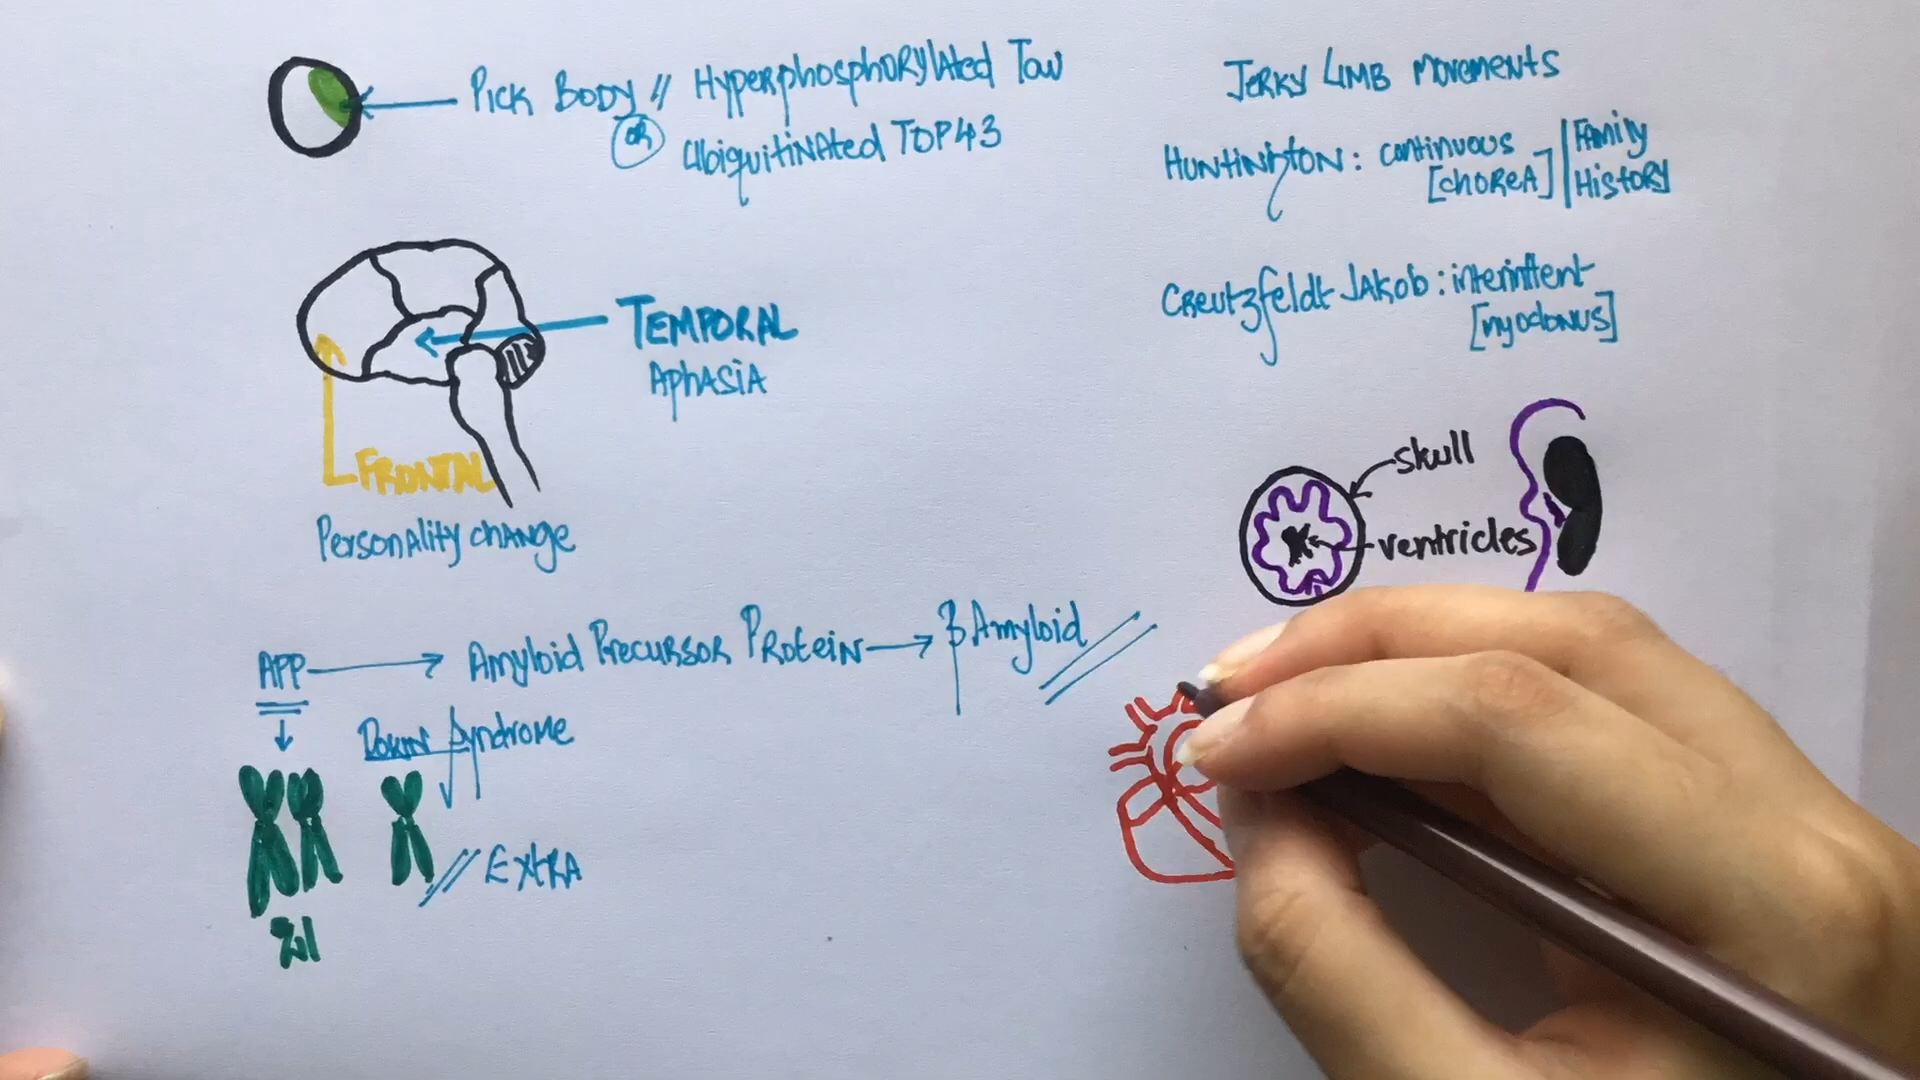 Pick Body // Hyperphosphorylated Tau
OR Ubiquitinated TDP43
Temporal
Aphasia
Frontal
Personality change
APP → Amyloid Precursor Protein → β Amyloid
Down Syndrome
Extra
21
Jerky Limb Movements
Huntington: continuous | Family
[chorea] | History
Creutzfeldt Jakob: intermittent
[myoclonus]
skull
ventricles